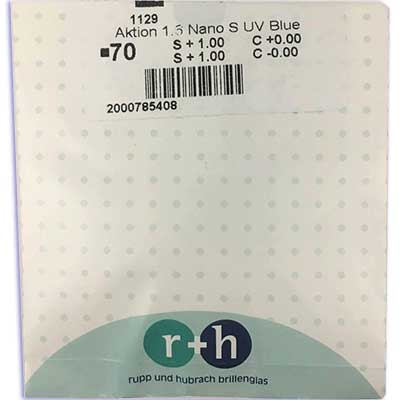 1129
Aktion 1.6 Nano S UV Blue
70 S + 1.00 C +0.00
S + 1.00 C -0.00
2000785408
r+h
rupp und hubrach brillenglas